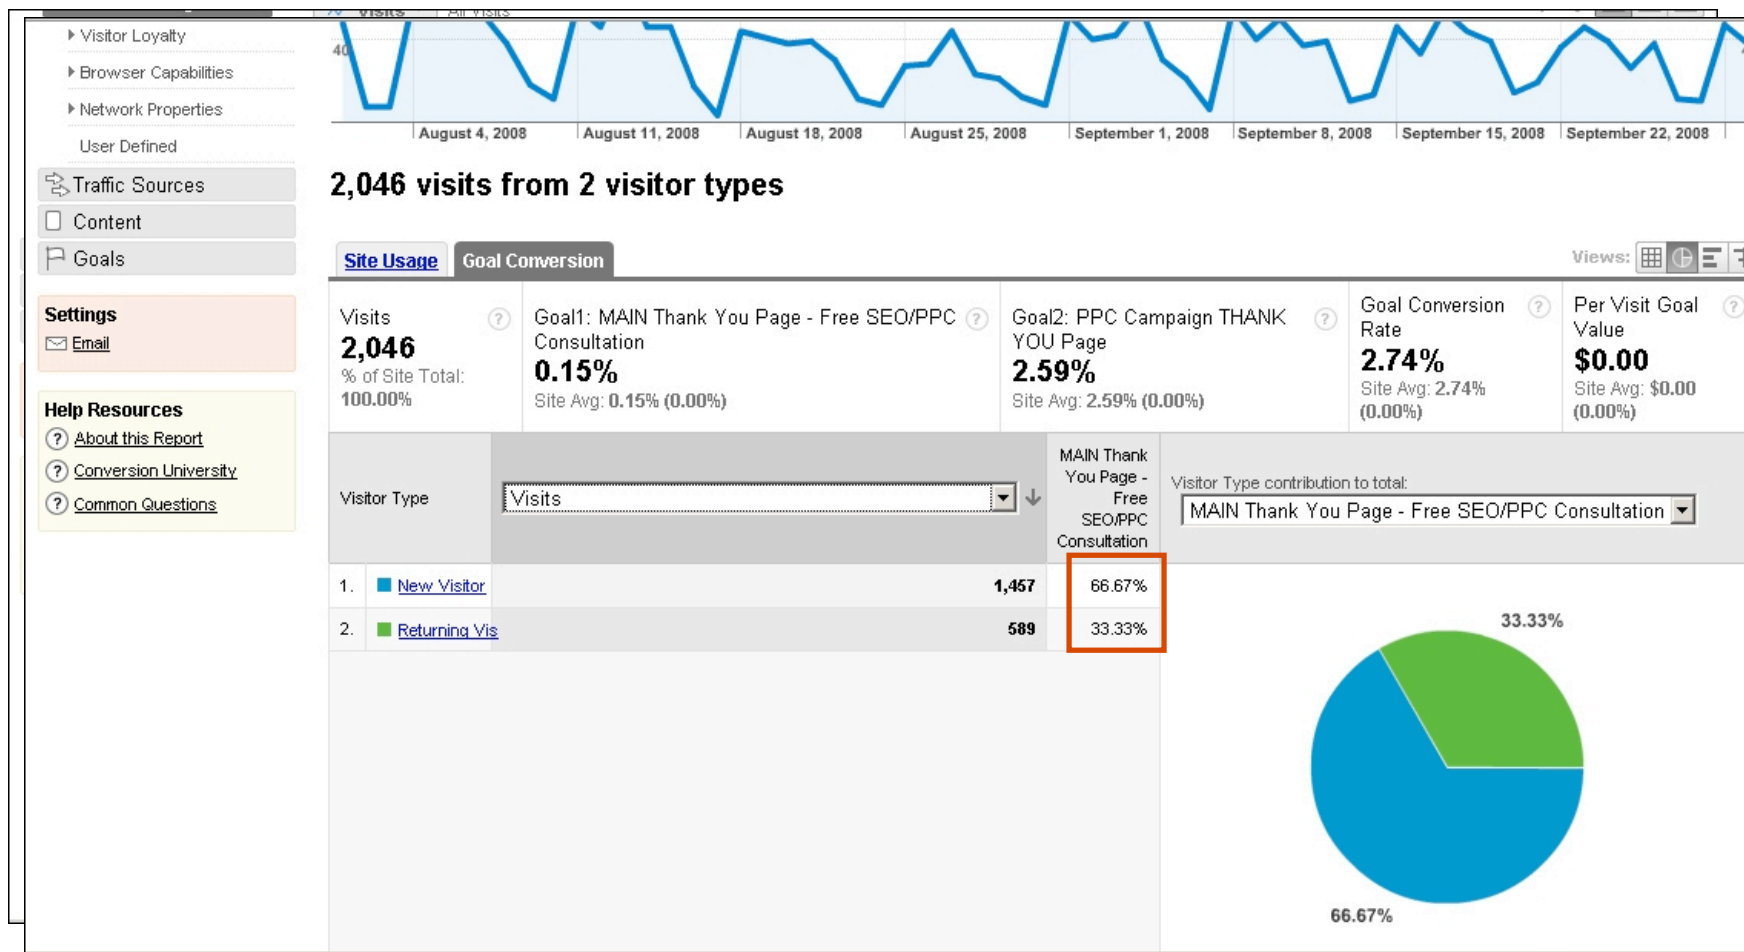 Visits
All Visits
Visitor Loyalty
Browser Capabilities
Network Properties
User Defined
Traffic Sources
Content
Goals
Settings
Email
Help Resources
? About this Report
? Conversion University
? Common Questions
40
August 4, 2008 August 11, 2008 August 18, 2008 August 25, 2008 September 1, 2008 September 8, 2008 September 15, 2008 September 22, 2008
2,046 visits from 2 visitor types
Site Usage Goal Conversion
Views:
Visits ?
2,046
% of Site Total:
100.00%
Goal1: MAIN Thank You Page - Free SEO/PPC ?
Consultation
0.15%
Site Avg: 0.15% (0.00%)
Goal2: PPC Campaign THANK ?
YOU Page
2.59%
Site Avg: 2.59% (0.00%)
Goal Conversion ?
Rate
2.74%
Site Avg: 2.74%
(0.00%)
Per Visit Goal ?
Value
$0.00
Site Avg: $0.00
(0.00%)
Visitor Type
Visits
MAIN Thank
You Page -
Free
SEO/PPC
Consultation
Visitor Type contribution to total:
MAIN Thank You Page - Free SEO/PPC Consultation
1. New Visitor 1,457 66.67%
2. Returning Vis 589 33.33%
33.33%
66.67%